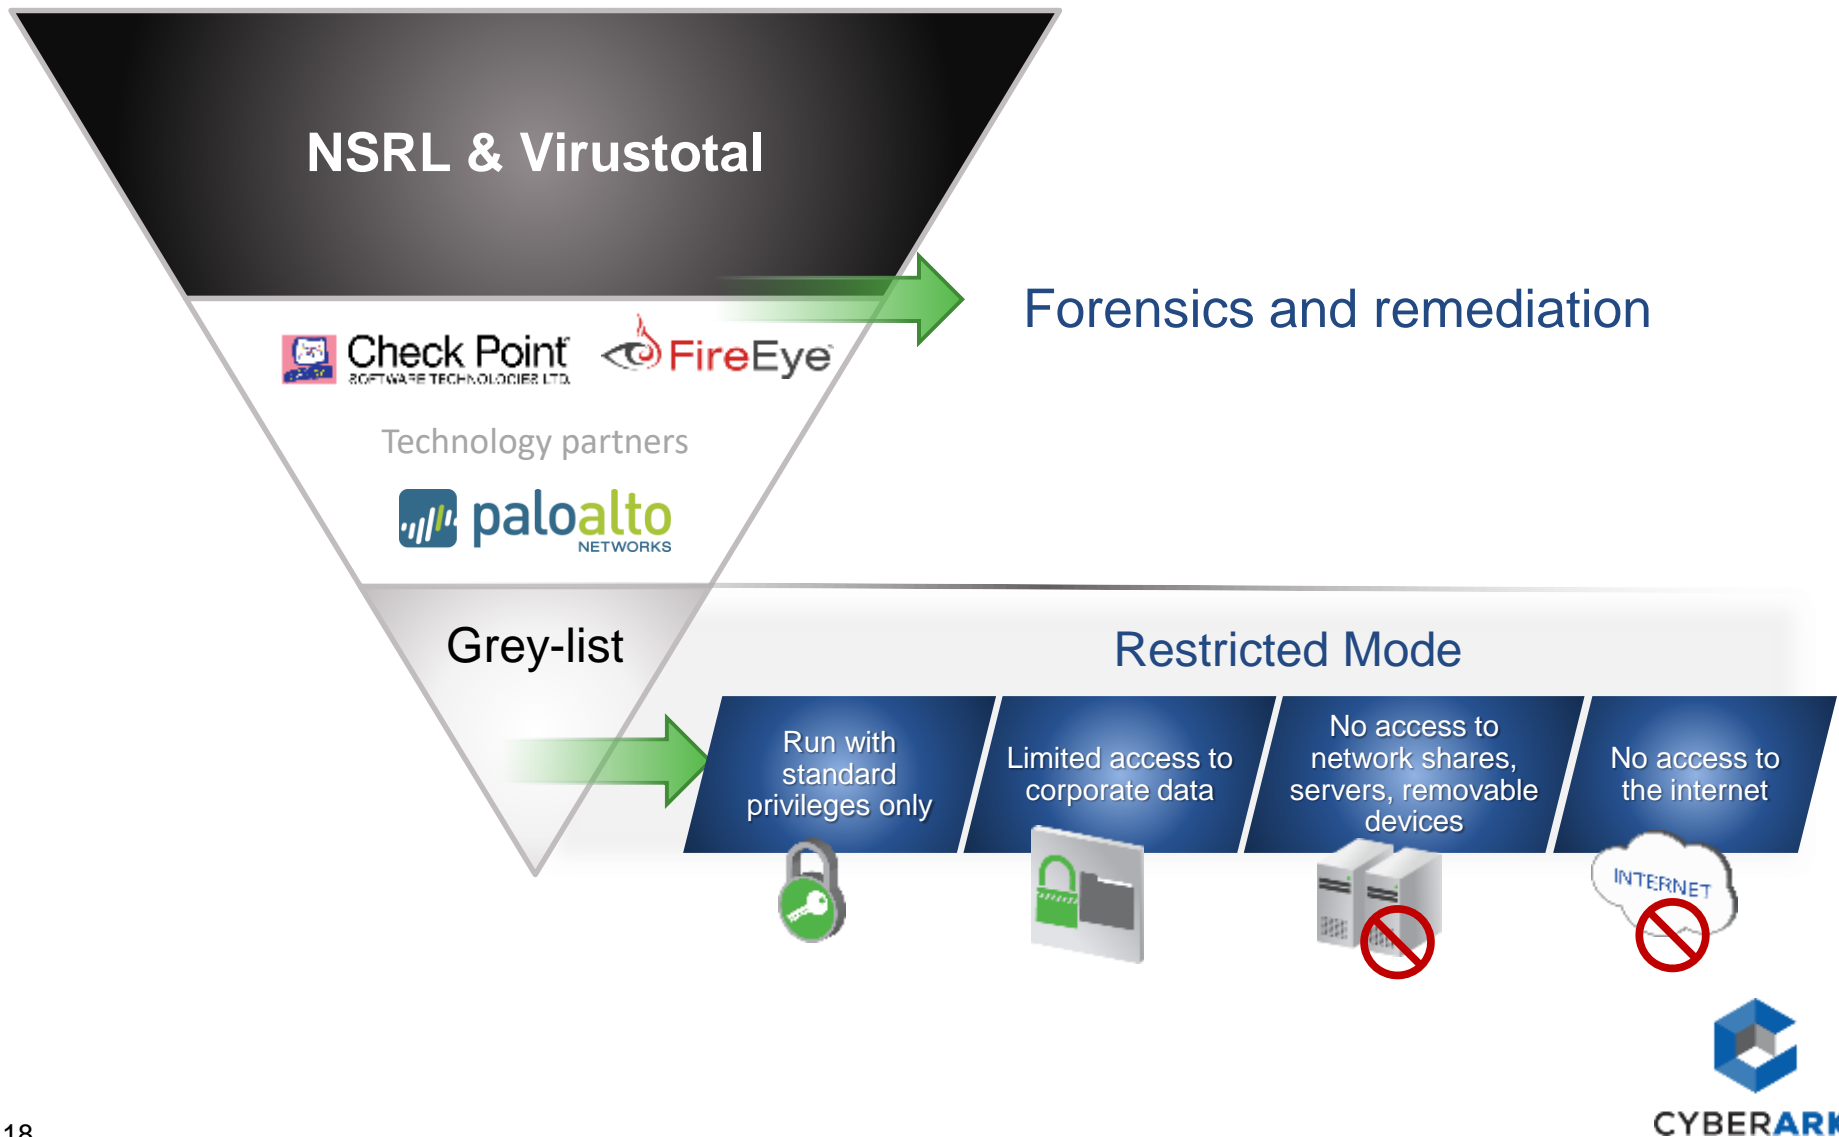 NSRL & Virustotal
Forensics and remediation
Check Point
SOFTWARE TECHNOLOGIES LTD.
FireEye
Technology partners
paloalto
NETWORKS
Grey-list
Restricted Mode
Run with
standard
privileges only
Limited access to
corporate data
No access to
network shares,
servers, removable
devices
No access to
the internet
INTERNET
CYBERARK
18